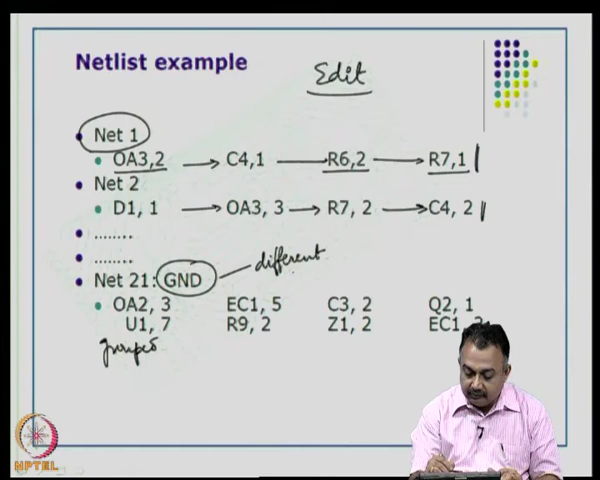 Netlist example
Edit
Net 1
OA3,2 C4,1 R6,2 R7,1
Net 2
D1, 1 OA3, 3 R7, 2 C4, 2
........
........
different
Net 21: GND
OA2, 3 EC1, 5 C3, 2 Q2, 1
U1, 7 R9, 2 Z1, 2 EC1,
grouped
NPTEL